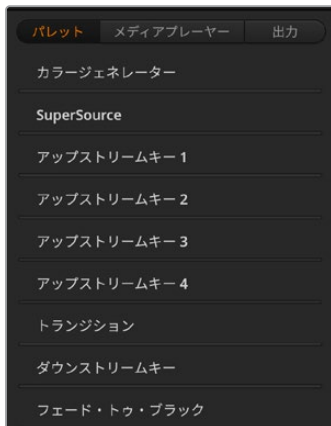 パレット メディアプレーヤー 出力
カラージェネレーター
SuperSource
アップストリームキー 1
アップストリームキー 2
アップストリームキー 3
アップストリームキー 4
トランジション
ダウンストリームキー
フェード・トゥ・ブラック